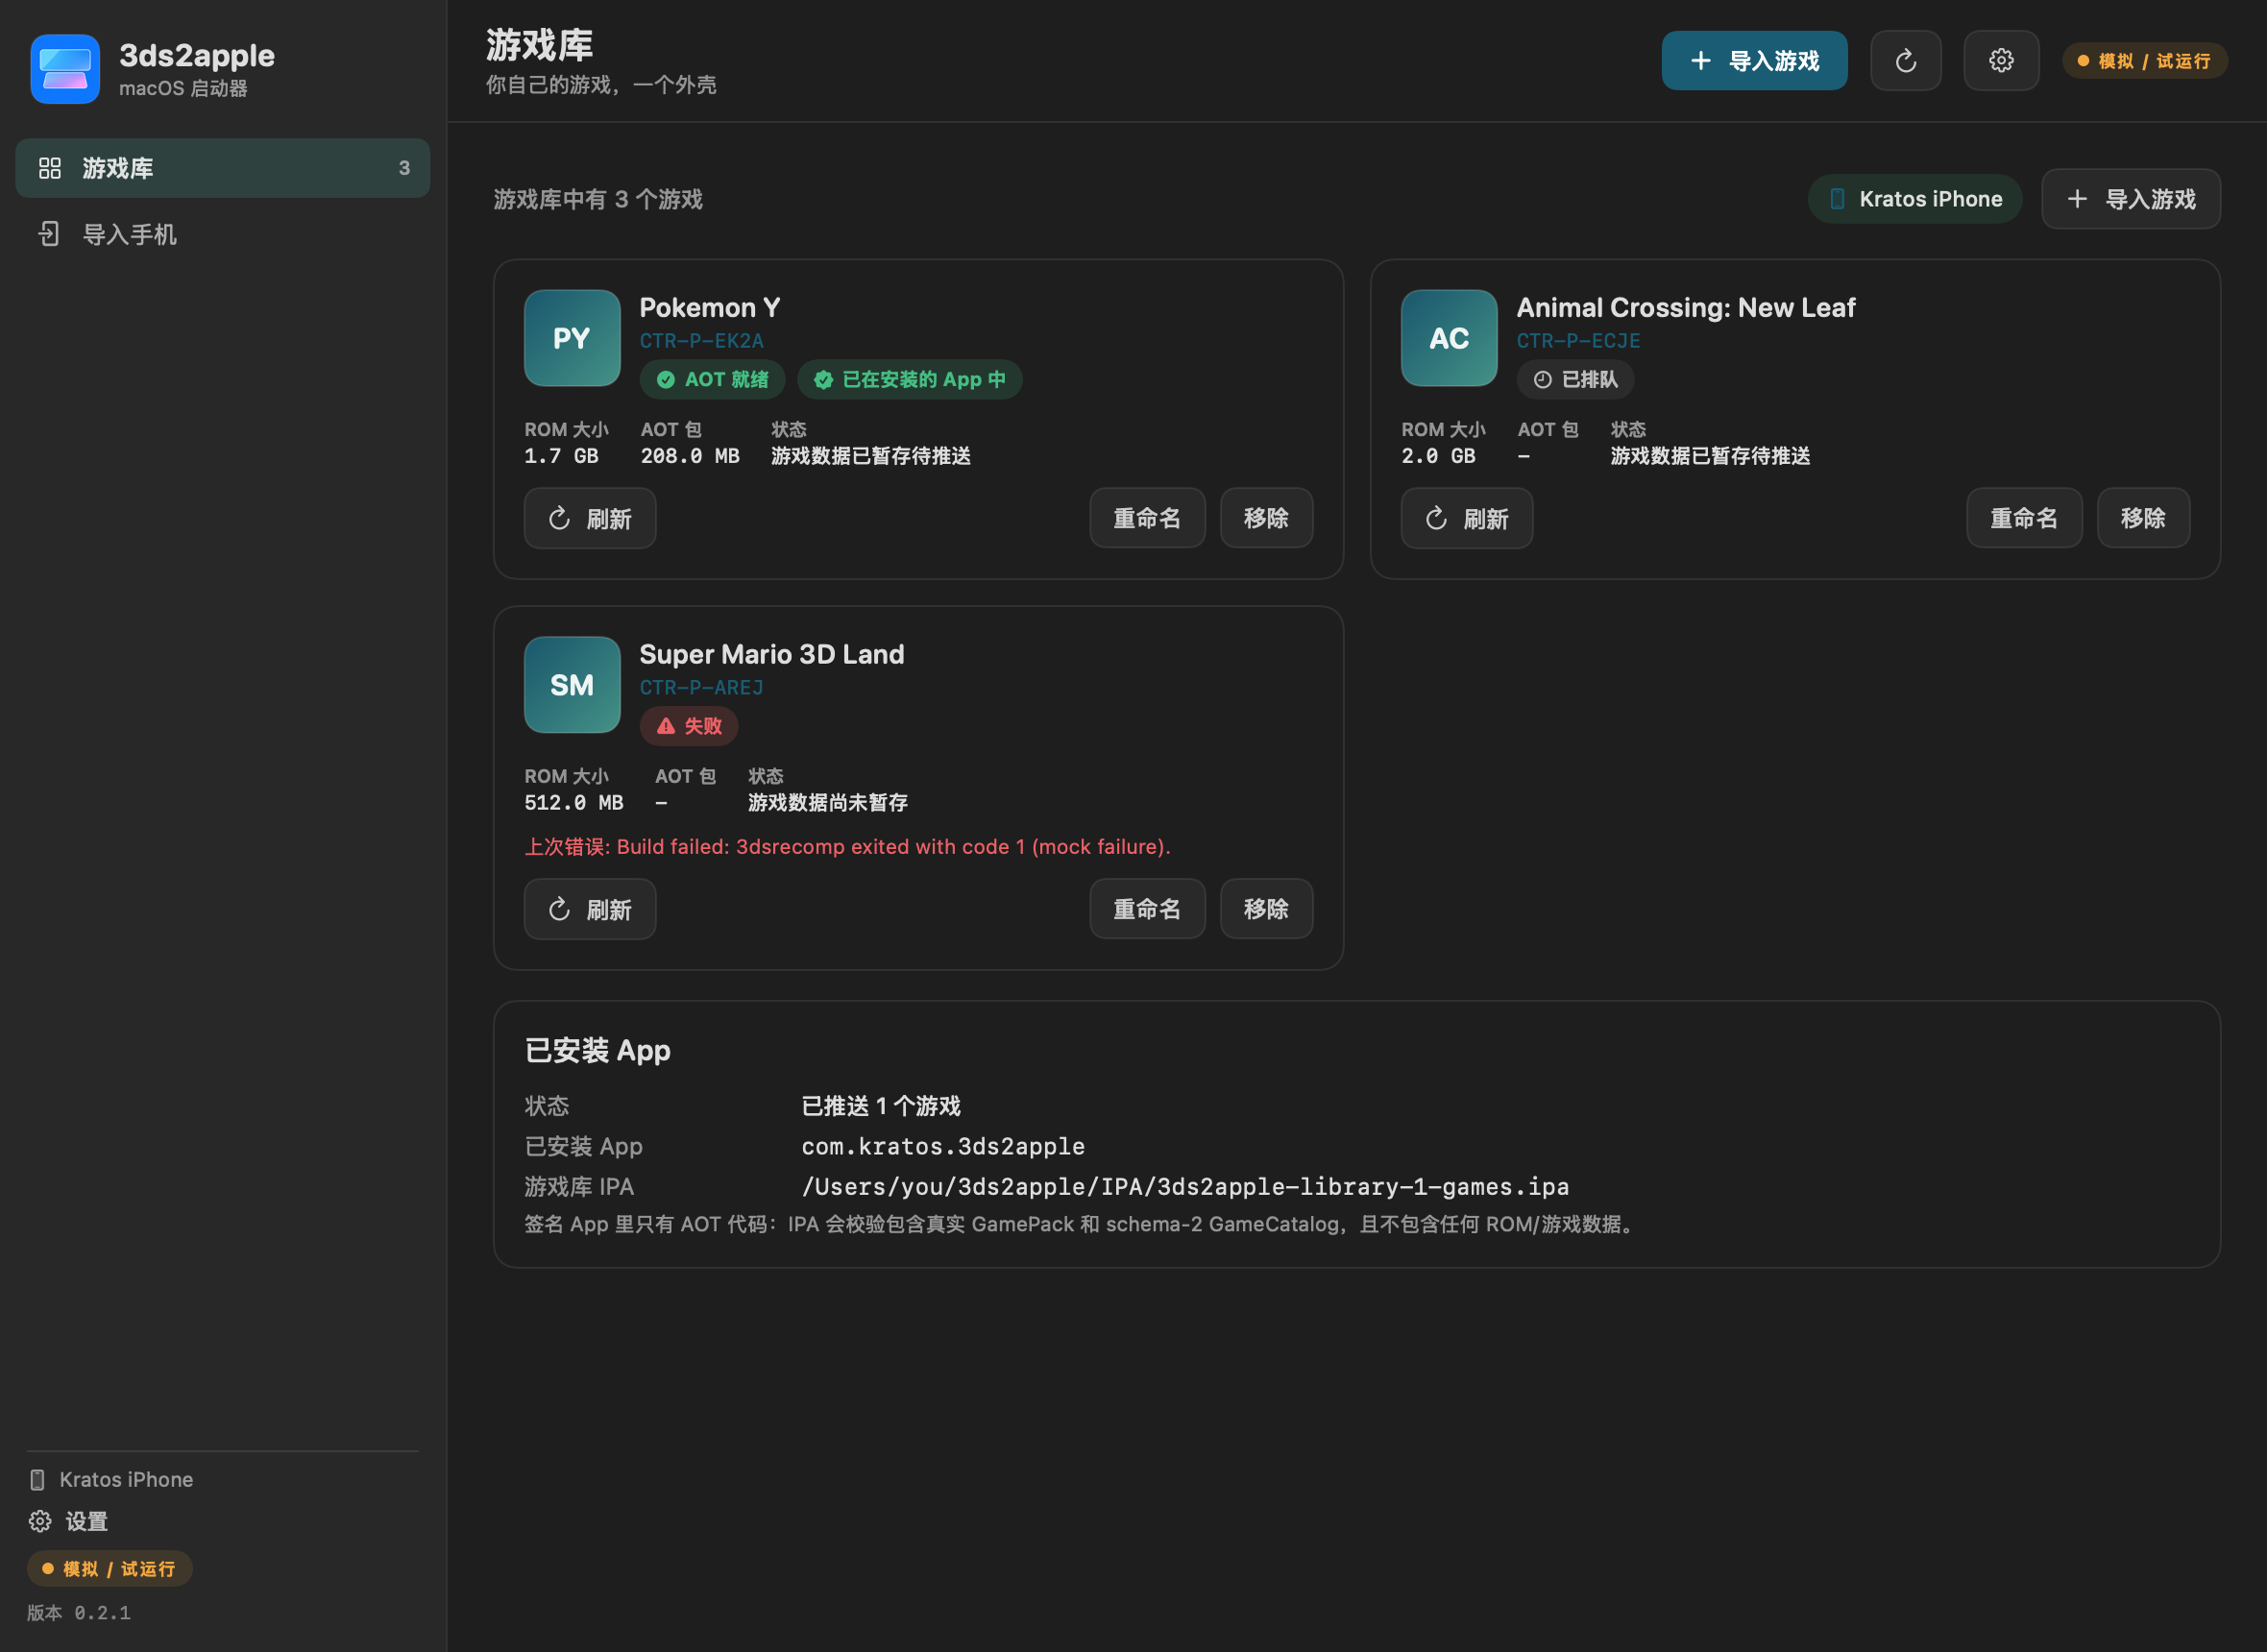 3ds2apple
macOS 启动器
游戏库 3
导入手机
Kratos iPhone
设置
模拟 / 试运行
版本 0.2.1
游戏库
你自己的游戏，一个外壳
导入游戏
模拟 / 试运行
游戏库中有 3 个游戏
Kratos iPhone
导入游戏
PY
Pokemon Y
CTR-P-EK2A
AOT 就绪 已在安装的 App 中
ROM 大小 AOT 包 状态
1.7 GB 208.0 MB 游戏数据已暂存待推送
刷新 重命名 移除
AC
Animal Crossing: New Leaf
CTR-P-ECJE
已排队
ROM 大小 AOT 包 状态
2.0 GB – 游戏数据已暂存待推送
刷新 重命名 移除
SM
Super Mario 3D Land
CTR-P-AREJ
失败
ROM 大小 AOT 包 状态
512.0 MB – 游戏数据尚未暂存
上次错误: Build failed: 3dsrecomp exited with code 1 (mock failure).
刷新 重命名 移除
已安装 App
状态 已推送 1 个游戏
已安装 App com.kratos.3ds2apple
游戏库 IPA /Users/you/3ds2apple/IPA/3ds2apple-library-1-games.ipa
签名 App 里只有 AOT 代码：IPA 会校验包含真实 GamePack 和 schema-2 GameCatalog，且不包含任何 ROM/游戏数据。